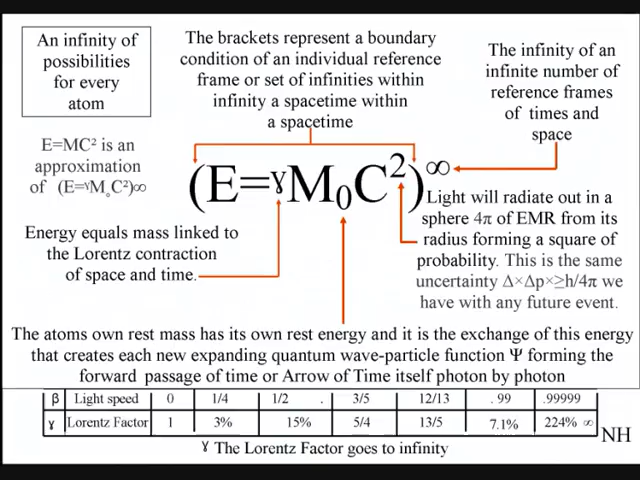 An infinity of
possibilities
for every
atom
The brackets represent a boundary
condition of an individual reference
frame or set of infinities within
infinity a spacetime within
a spacetime
The infinity of an
infinite number of
reference frames
of times and
space
E=MC² is an
approximation
of (E=ᵞM˳C²)∞
(E=ɣM₀C²)∞
Energy equals mass linked to
the Lorentz contraction
of space and time.
Light will radiate out in a
sphere 4π of EMR from its
radius forming a square of
probability. This is the same
uncertainty Δ×Δp×≥h/4π we
have with any future event.
The atoms own rest mass has its own rest energy and it is the exchange of this energy
that creates each new expanding quantum wave-particle function Ψ forming the
forward passage of time or Arrow of Time itself photon by photon
β Light speed 0 1/4 1/2 . 3/5 12/13 . 99 .99999
ɣ Lorentz Factor 1 3% 15% 5/4 13/5 7.1% 224% ∞
NH
ɣ The Lorentz Factor goes to infinity